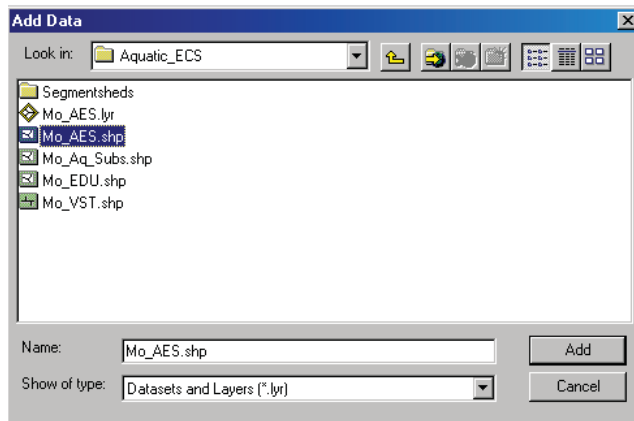 Add Data
Look in: Aquatic_ECS
Segmentsheds
Mo_AES.lyr
Mo_AES.shp
Mo_Aq_Subs.shp
Mo_EDU.shp
Mo_VST.shp
Name: Mo_AES.shp Add
Show of type: Datasets and Layers (*.lyr) Cancel